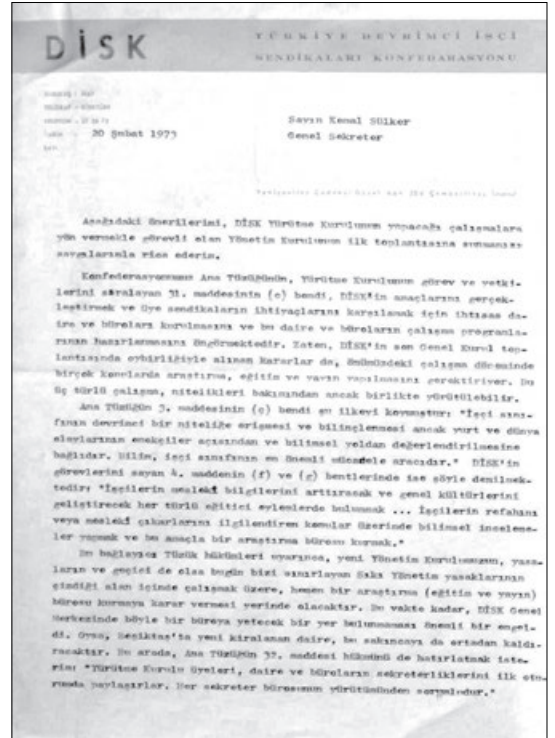 DİSK
TÜRKİYE DEVRİMCİ İŞCİ
SENDİKALARI KONFEDERASYONU
20 Şubat 1973
Sayın Kemal Sülker
Genel Sekreter
Aşağıdaki önerilerimi, DİSK Yürütme Kurulunun yapacağı çalışmalara
yön vermekle görevli olan Yönetim Kurulunun ilk toplantısına sunmanızı
saygılarımla rica ederim.
Konfederasyonumuz Ana Tüzüğünün, Yürütme Kurulunun görev ve yetki-
lerini sıralayan 31. maddesinin (c) bendi, DİSK'in amaçlarını gerçek-
leştirmek ve üye sendikaların ihtiyaçlarını karşılamak için ihtisas da-
ire ve büroları kurulmasını ve bu daire ve büroların çalışma programla-
rının hazırlanmasını öngörmektedir. Zaten, DİSK'in son Genel Kurul top-
lantısında oybirliğiyle alınan kararlar da, önümüzdeki çalışma döneminde
birçok konularda araştırma, eğitim ve yayın yapılmasını gerektiriyor. Bu
üç türlü çalışma, nitelikleri bakımından ancak birlikte yürütülebilir.
Ana Tüzüğün 3. maddesinin (ç) bendi şu ilkeyi koymuştur: "İşçi sını-
fının devrimci bir niteliğe erişmesi ve bilinçlenmesi ancak yurt ve dünya
olaylarının emekçiler açısından ve bilimsel yoldan değerlendirilmesine
bağlıdır. Bilim, işçi sınıfının en önemli mücadele aracıdır." DİSK'in
görevlerini sayan 4. maddenin (f) ve (g) bentlerinde ise şöyle denilmek-
tedir: "İşçilerin meslekî bilgilerini arttıracak ve genel kültürlerini
geliştirecek her türlü eğitici eylemlerde bulunmak ... İşçilerin refahını
veya meslekî çıkarlarını ilgilendiren konular üzerinde bilimsel inceleme-
ler yapmak ve bu amaçla bir araştırma bürosu kurmak."
Bu bağlayıcı Tüzük hükümleri uyarınca, yeni Yönetim Kurulumuzun, yasa-
ların ve geçici de olsa bugün bizi sınırlayan Sıkı Yönetim yasaklarının
çizdiği alan içinde çalışmak üzere, hemen bir araştırma (eğitim ve yayın)
bürosu kurmaya karar vermesi yerinde olacaktır. Bu vakte kadar, DİSK Genel
Merkezinde böyle bir büroya yetecek bir yer bulunmaması önemli bir engel-
di. Oysa, Beşiktaş'ta yeni kiralanan daire, bu sakıncayı da ortadan kaldı-
racaktır. Bu arada, Ana Tüzüğün 32. maddesi hükmünü de hatırlatmak iste-
rim: "Yürütme Kurulu üyeleri, daire ve büroların sekreterliklerini ilk otu-
rumda paylaşırlar. Her sekreter bürosunun yürütümünden sorumludur."